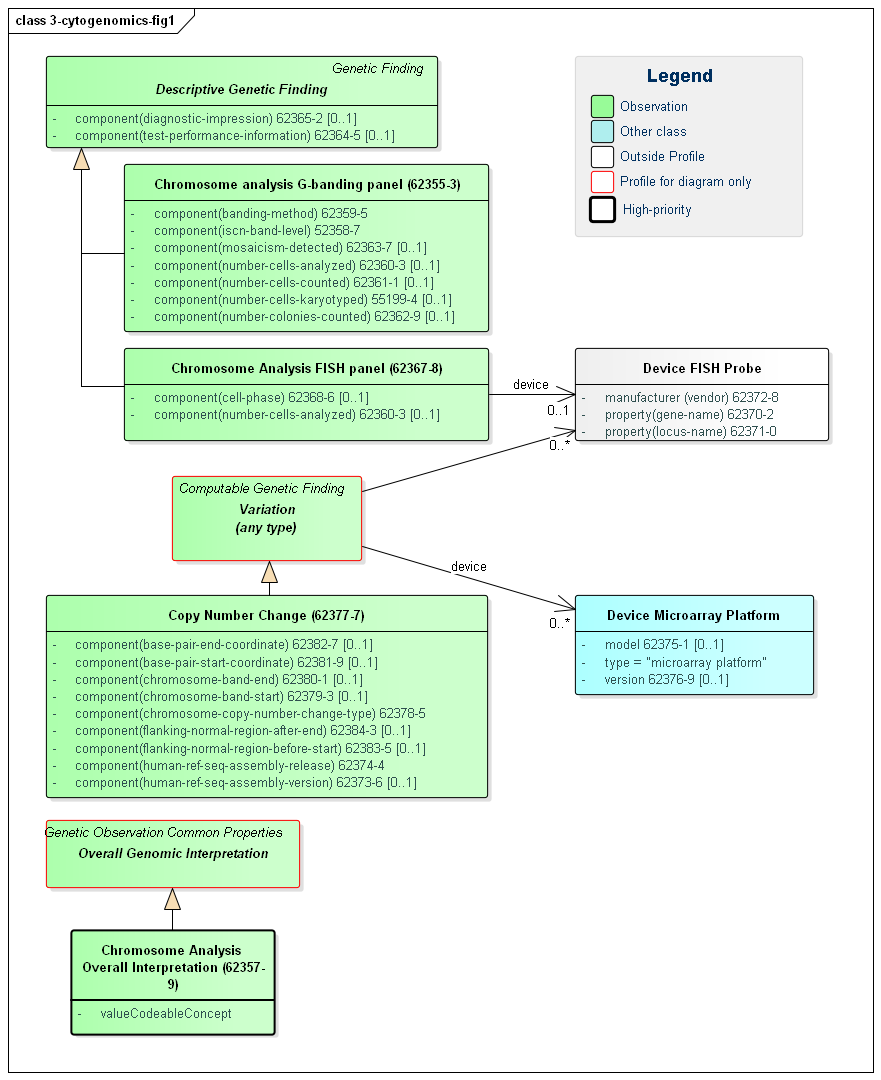 class 3-cytogenomics-fig1
Genetic Finding
Descriptive Genetic Finding
- component(diagnostic-impression) 62365-2 [0..1]
- component(test-performance-information) 62364-5 [0..1]
Legend
Observation
Other class
Outside Profile
Profile for diagram only
High-priority
Chromosome analysis G-banding panel (62355-3)
- component(banding-method) 62359-5
- component(iscn-band-level) 52358-7
- component(mosaicism-detected) 62363-7 [0..1]
- component(number-cells-analyzed) 62360-3 [0..1]
- component(number-cells-counted) 62361-1 [0..1]
- component(number-cells-karyotyped) 55199-4 [0..1]
- component(number-colonies-counted) 62362-9 [0..1]
Chromosome Analysis FISH panel (62367-8)
- component(cell-phase) 62368-6 [0..1]
- component(number-cells-analyzed) 62360-3 [0..1]
device
0..1
0..*
Device FISH Probe
- manufacturer (vendor) 62372-8
- property(gene-name) 62370-2
- property(locus-name) 62371-0
Computable Genetic Finding
Variation
(any type)
device
0..*
Copy Number Change (62377-7)
- component(base-pair-end-coordinate) 62382-7 [0..1]
- component(base-pair-start-coordinate) 62381-9 [0..1]
- component(chromosome-band-end) 62380-1 [0..1]
- component(chromosome-band-start) 62379-3 [0..1]
- component(chromosome-copy-number-change-type) 62378-5
- component(flanking-normal-region-after-end) 62384-3 [0..1]
- component(flanking-normal-region-before-start) 62383-5 [0..1]
- component(human-ref-seq-assembly-release) 62374-4
- component(human-ref-seq-assembly-version) 62373-6 [0..1]
Device Microarray Platform
- model 62375-1 [0..1]
- type = "microarray platform"
- version 62376-9 [0..1]
Genetic Observation Common Properties
Overall Genomic Interpretation
Chromosome Analysis
Overall Interpretation (62357-
9)
- valueCodeableConcept